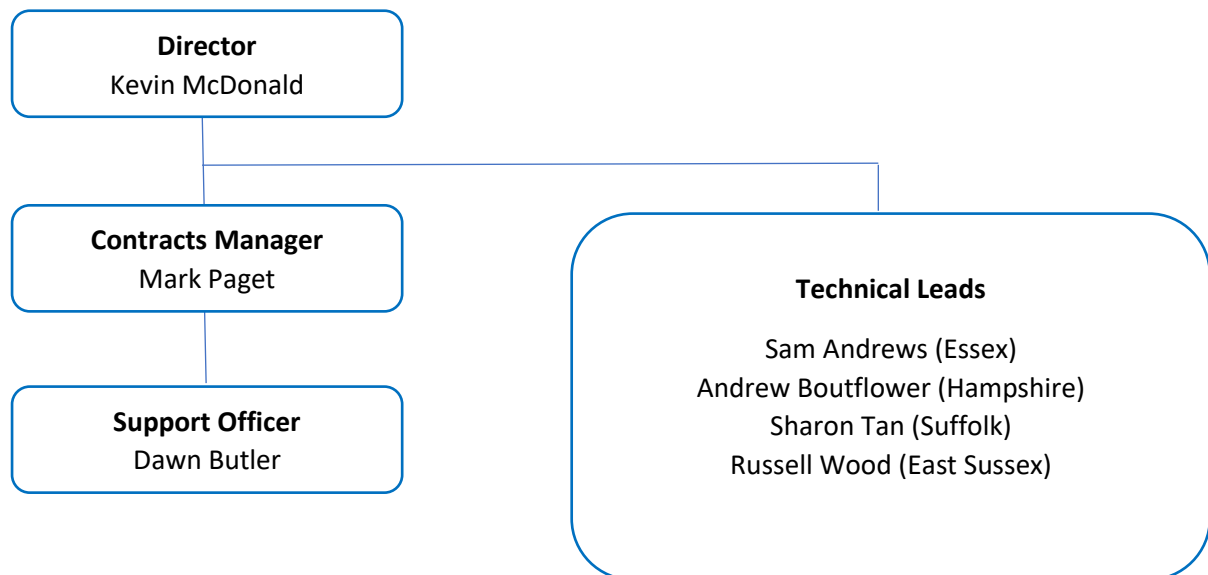 Director
Kevin McDonald
Contracts Manager
Mark Paget
Support Officer
Dawn Butler
Technical Leads
Sam Andrews (Essex)
Andrew Boutflower (Hampshire)
Sharon Tan (Suffolk)
Russell Wood (East Sussex)